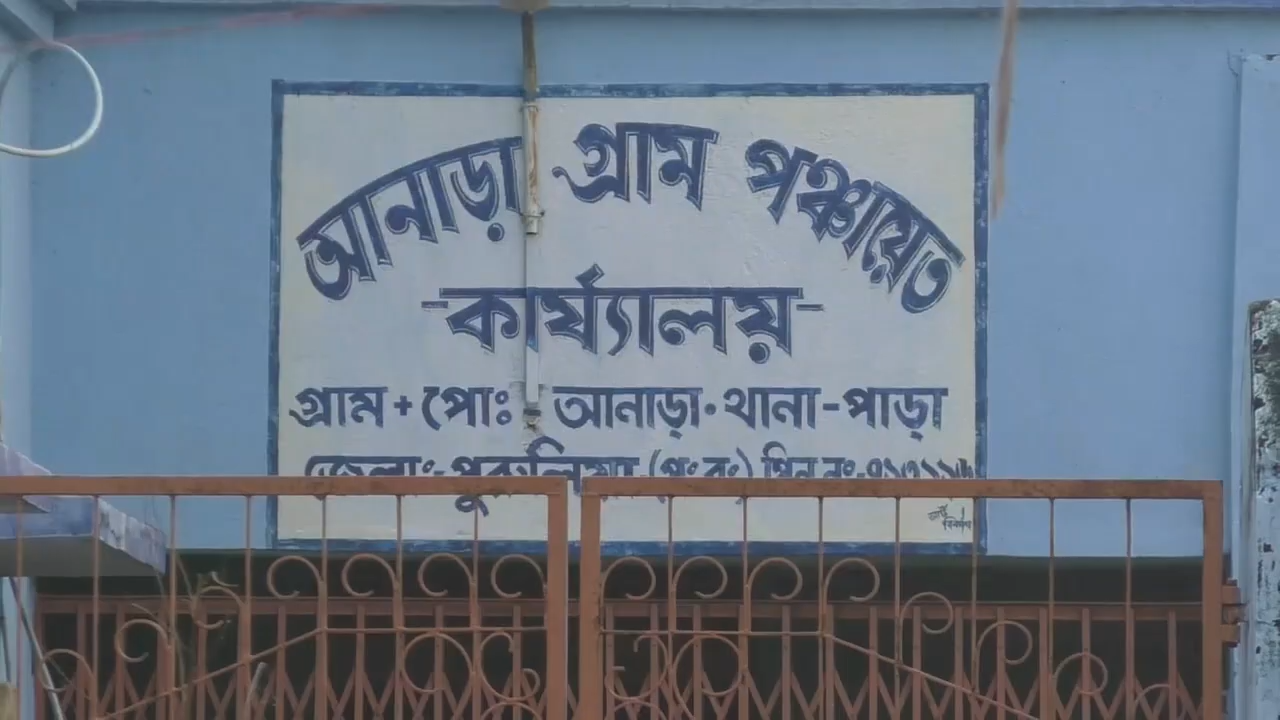 আনাড়া গ্রাম পঞ্চায়েত
-কার্য্যালয়-
গ্রাম + পোঃ আনাড়া • থানা - পাড়া
জেলাঃ- পুরুলিয়া (পঃ বঃ) পিন নং-